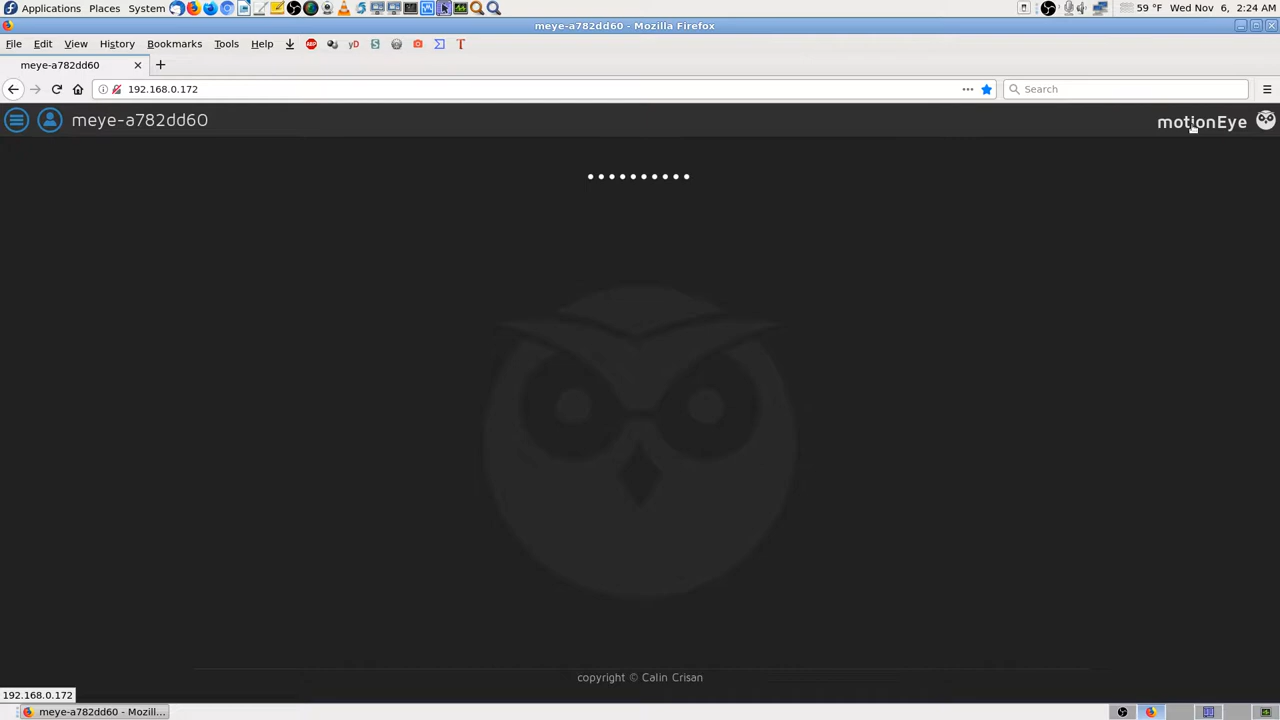 Applications Places System 59 °F Wed Nov 6, 2:24 AM
meye-a782dd60 - Mozilla Firefox
File Edit View History Bookmarks Tools Help ABP yD S T
meye-a782dd60
192.168.0.172 Search
meye-a782dd60 motionEye
copyright © Calin Crisan
192.168.0.172
meye-a782dd60 - Mozill...